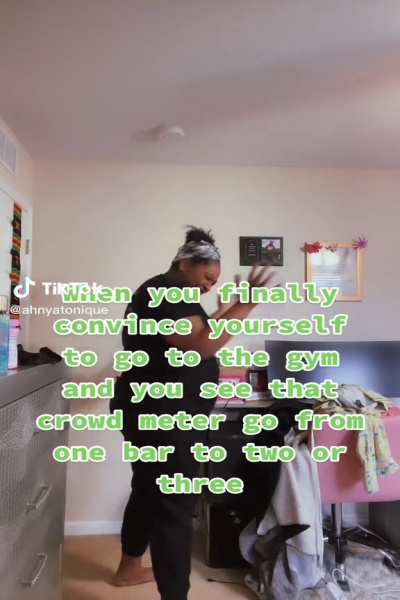 TikTok
@ahnyatonique
When you finally
convince yourself
to go to the gym
and you see that
crowd meter go from
one bar to two or
three